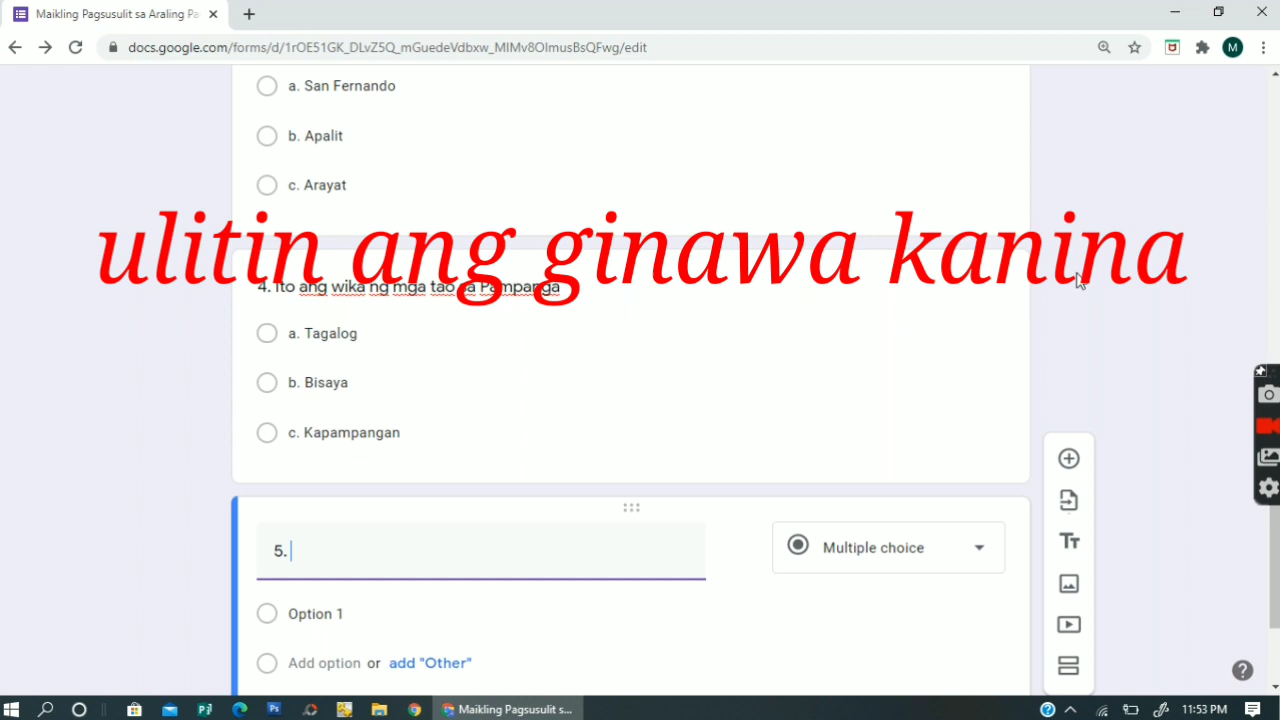 Maikling Pagsusulit sa Araling Pa
docs.google.com/forms/d/1rOE51GK_DLvZ5Q_mGuedeVdbxw_MIMv8OImusBsQFwg/edit
M
a. San Fernando
b. Apalit
c. Arayat
ulitin ang ginawa kanina
4. Ito ang wika ng mga tao sa Pampanga
a. Tagalog
b. Bisaya
c. Kapampangan
5.
Multiple choice
Option 1
Add option or add "Other"
Maikling Pagsusulit s...
11:53 PM